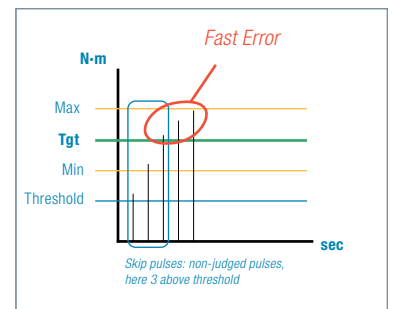 Fast Error
N·m
Max
Tgt
Min
Threshold
sec
Skip pulses: non-judged pulses,
here 3 above threshold